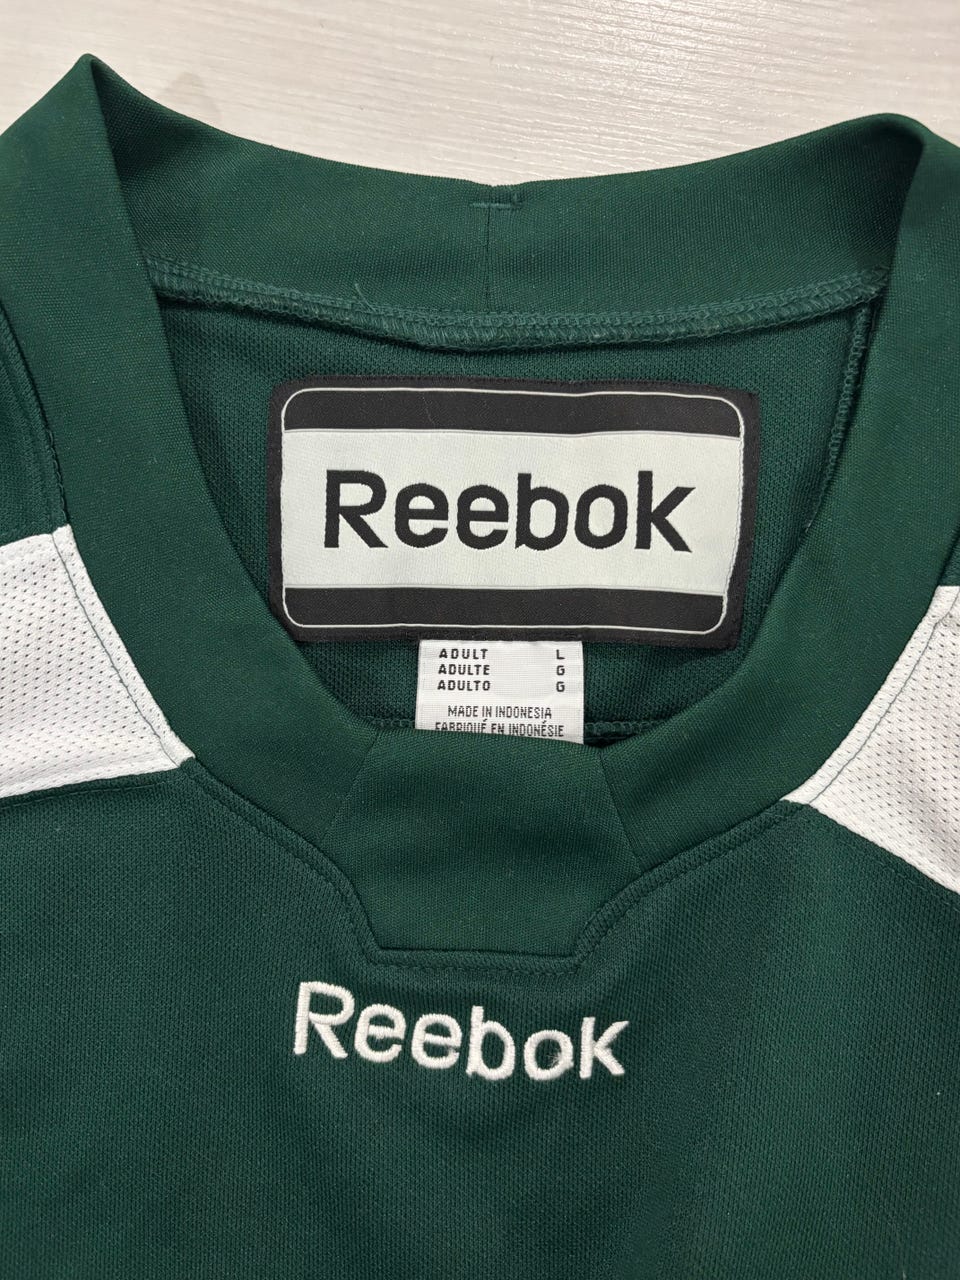 Reebok
ADULT L
ADULTE G
ADULTO G
MADE IN INDONESIA
FABRIQUÉ EN INDONÉSIE
Reebok